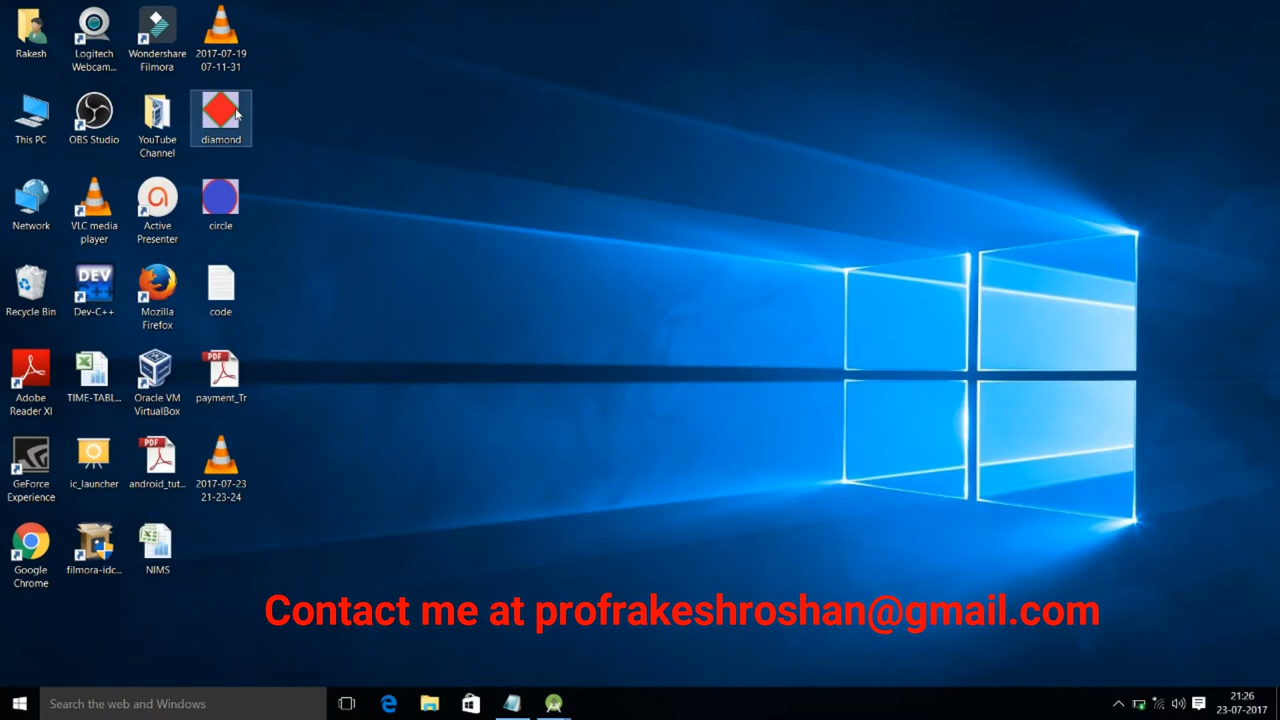 Rakesh
Logitech
Webcam...
Wondershare
Filmora
2017-07-19
07-11-31
This PC
OBS Studio
YouTube
Channel
diamond
Network
VLC media
player
Active
Presenter
circle
Recycle Bin
DEV
C++
Dev-C++
Mozilla
Firefox
code
Adobe
Reader XI
TIME-TABL...
Oracle VM
VirtualBox
PDF
payment_Tr
GeForce
Experience
ic_launcher
PDF
android_tut...
2017-07-23
21-23-24
Google
Chrome
filmora-idc...
NIMS
Contact me at profrakeshroshan@gmail.com
Search the web and Windows
21:26
23-07-2017